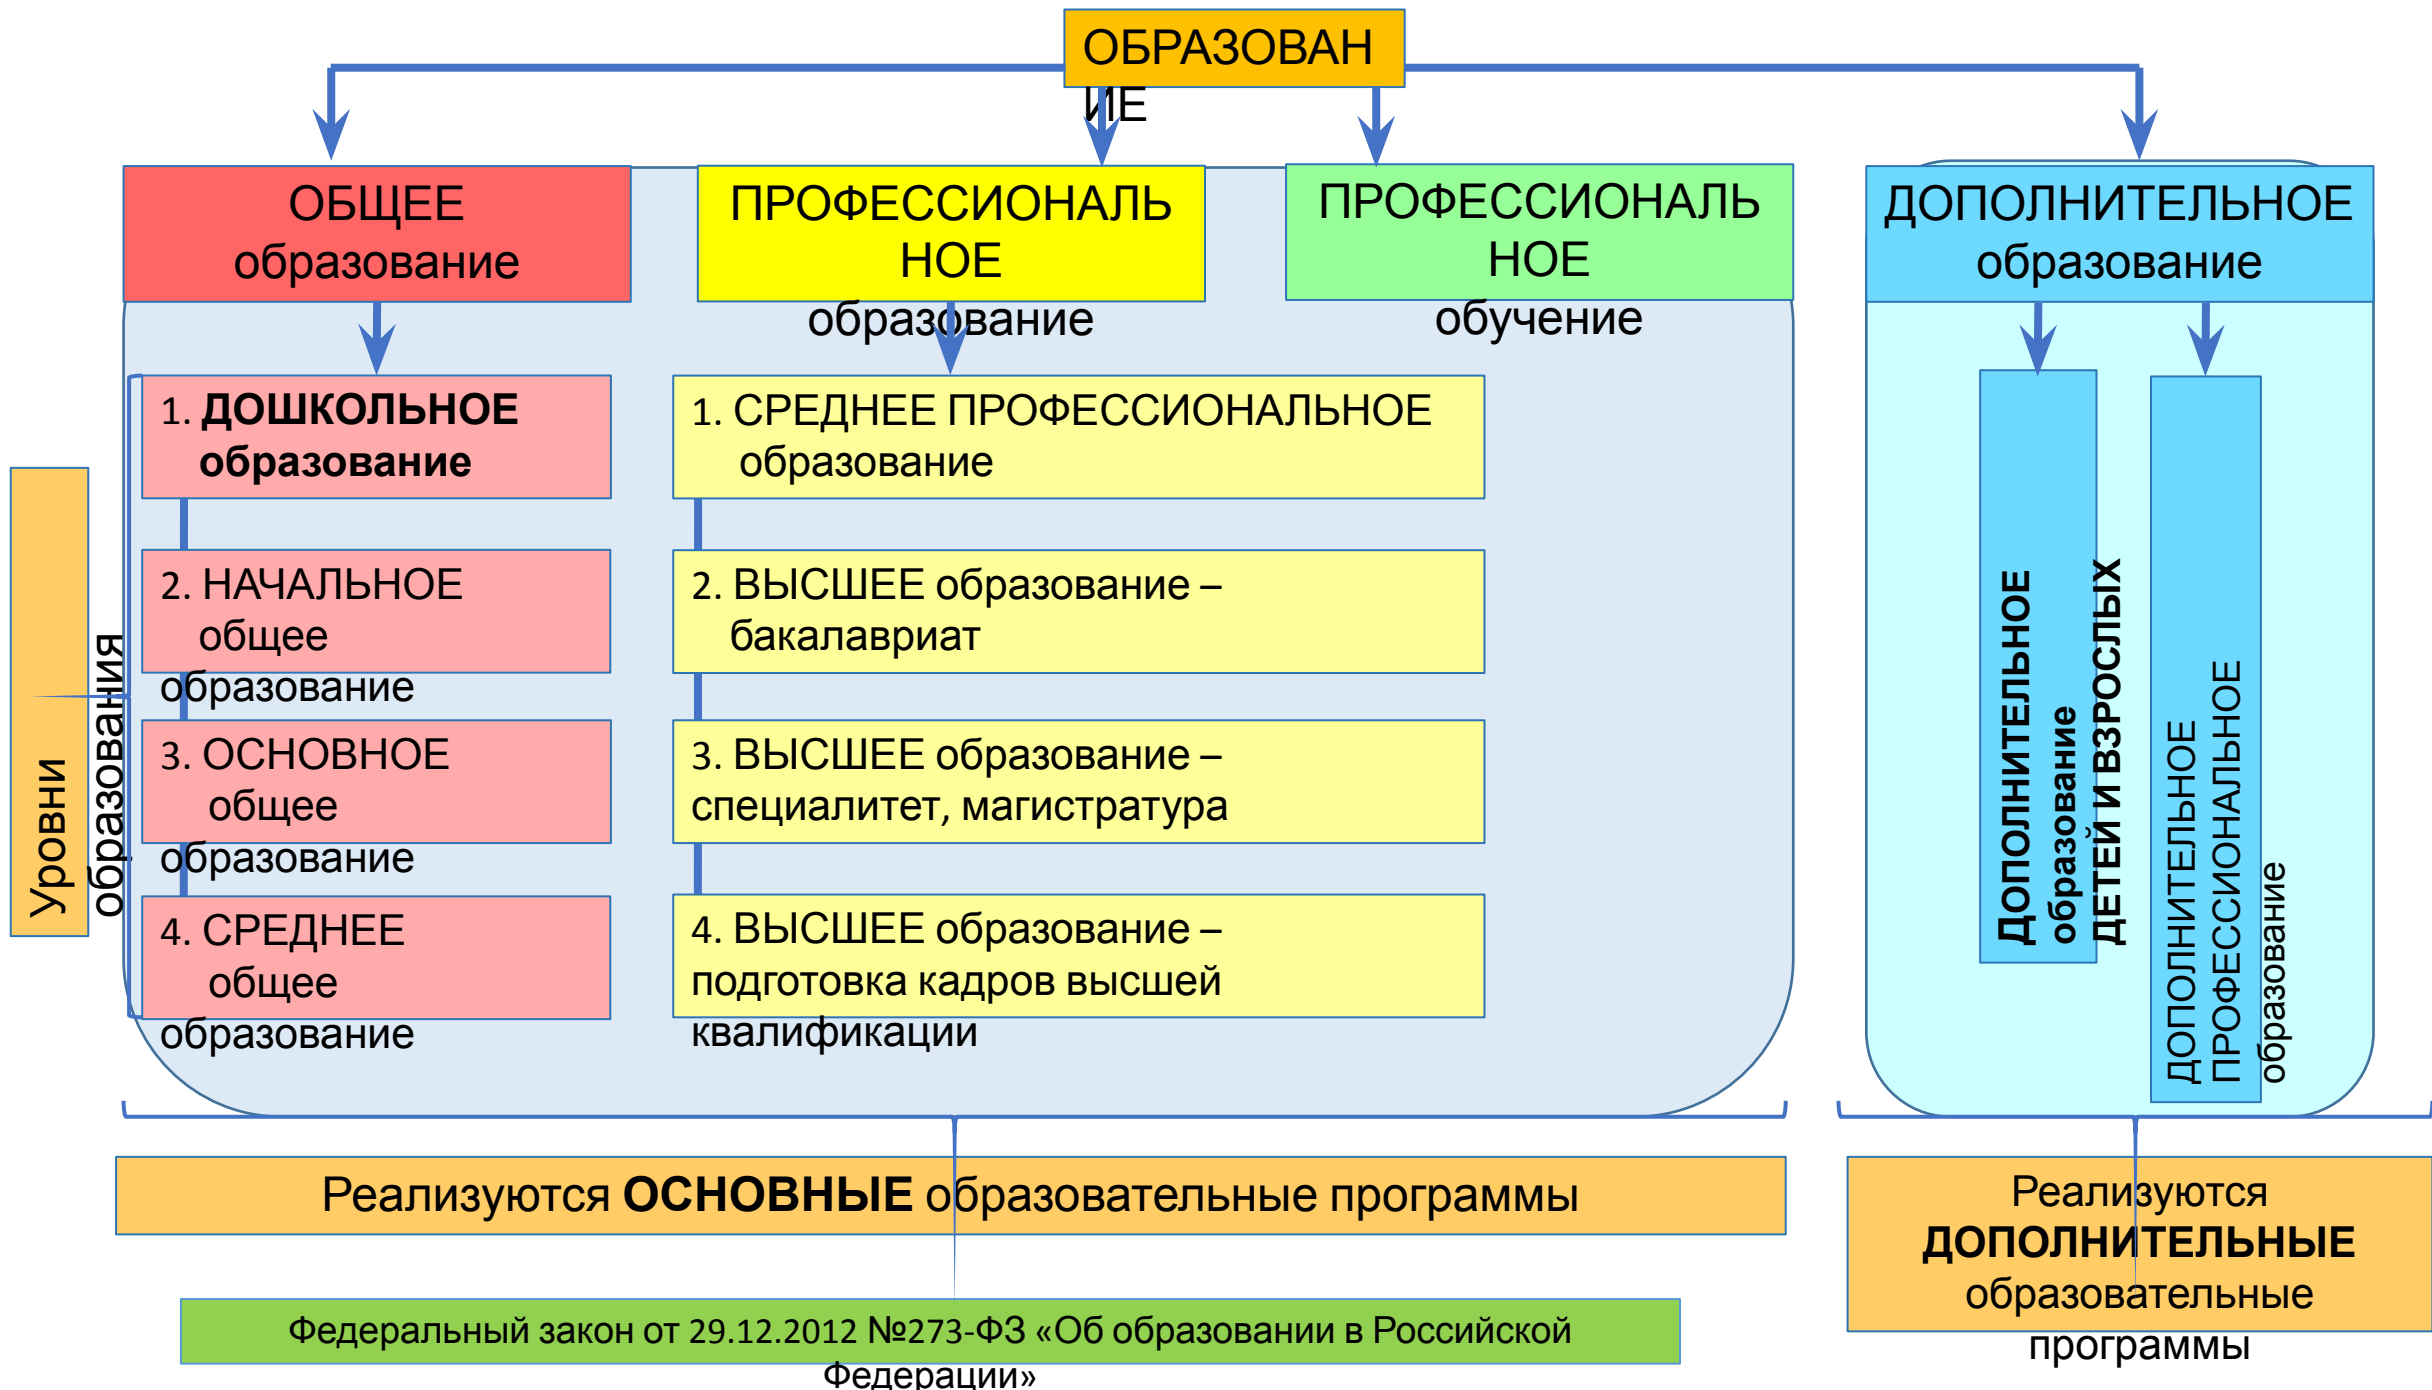 ОБРАЗОВАН
ИЕ
ОБЩЕЕ
образование
ПРОФЕССИОНАЛЬ
НОЕ
образование
ПРОФЕССИОНАЛЬ
НОЕ
обучение
ДОПОЛНИТЕЛЬНОЕ
образование
Уровни
образования
1. ДОШКОЛЬНОЕ
образование
2. НАЧАЛЬНОЕ
общее
образование
3. ОСНОВНОЕ
общее
образование
4. СРЕДНЕЕ
общее
образование
1. СРЕДНЕЕ ПРОФЕССИОНАЛЬНОЕ
образование
2. ВЫСШЕЕ образование –
бакалавриат
3. ВЫСШЕЕ образование –
специалитет, магистратура
4. ВЫСШЕЕ образование –
подготовка кадров высшей
квалификации
ДОПОЛНИТЕЛЬНОЕ
образование
ДЕТЕЙ И ВЗРОСЛЫХ
ДОПОЛНИТЕЛЬНОЕ
ПРОФЕССИОНАЛЬНОЕ
образование
Реализуются ОСНОВНЫЕ образовательные программы
Реализуются
ДОПОЛНИТЕЛЬНЫЕ
образовательные
программы
Федеральный закон от 29.12.2012 №273-ФЗ «Об образовании в Российской
Федерации»